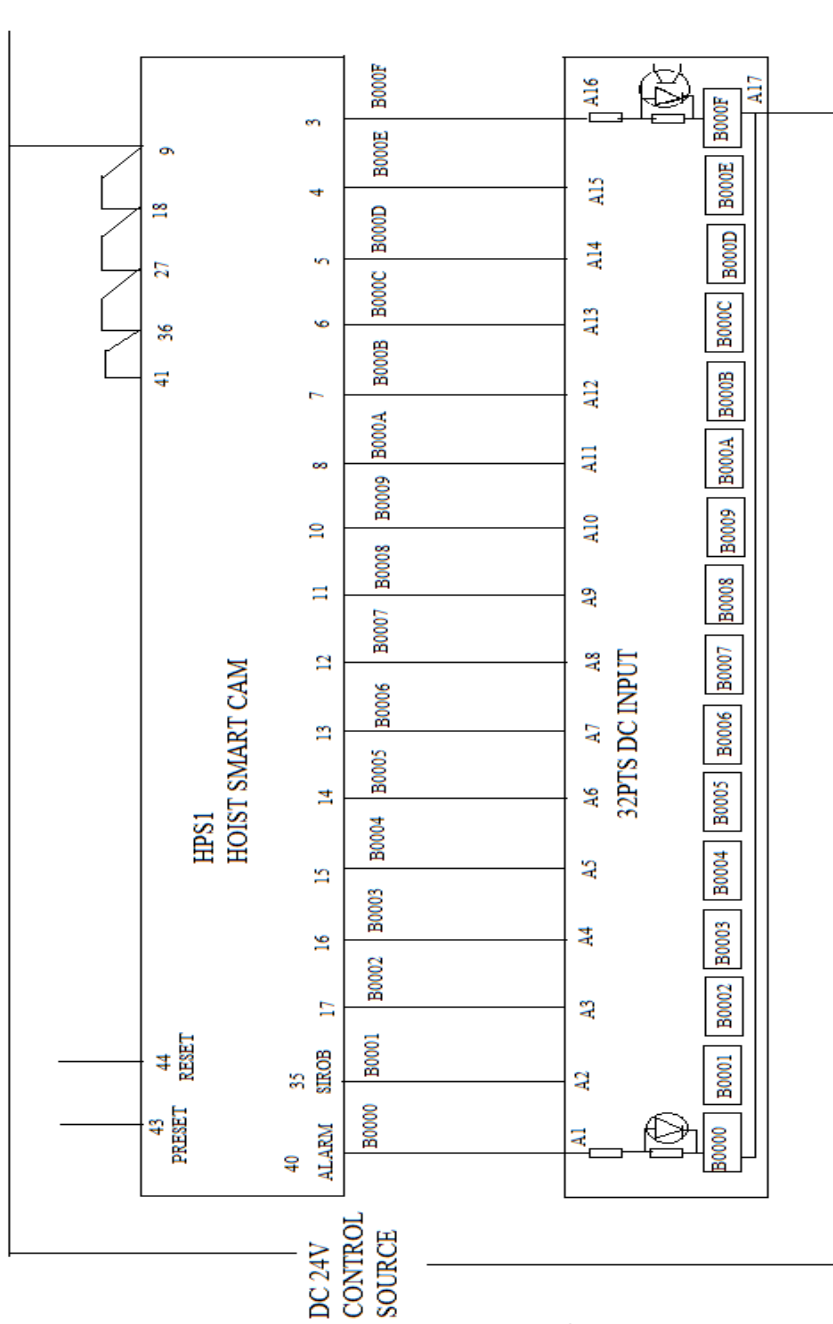 DC 24V
CONTROL
SOURCE
43
PRESET
44
RESET
41
36
27
18
9
HPS1
HOIST SMART CAM
40
ALARM
35
SIROB
17
16
15
14
13
12
11
10
8
7
6
5
4
3
B0000
B0001
B0002
B0003
B0004
B0005
B0006
B0007
B0008
B0009
B000A
B000B
B000C
B000D
B000E
B000F
A1
A2
A3
A4
A5
A6
A7
A8
A9
A10
A11
A12
A13
A14
A15
A16
32PTS DC INPUT
B0000
B0001
B0002
B0003
B0004
B0005
B0006
B0007
B0008
B0009
B000A
B000B
B000C
B000D
B000E
B000F
A17